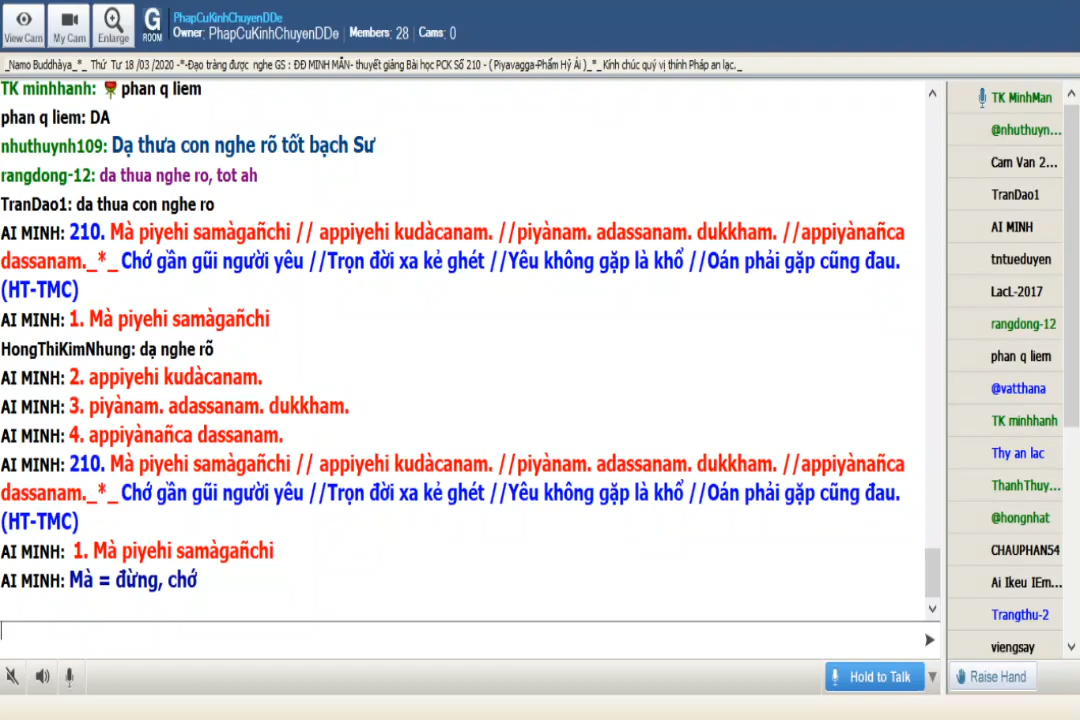 View Cam
My Cam
Enlarge
G
ROOM
PhapCuKinhChuyenDDe
Owner: PhapCuKinhChuyenDDe | Members: 28 | Cams: 0
_Namo Buddhàya_*_ Thứ Tư 18 /03 /2020 -*-Đạo tràng được nghe GS : ĐĐ MINH MẪN- thuyết giảng Bài học PCK Số 210 - ( Piyavagga-Phẩm Hỷ Ái )_*_Kính chúc quý vị thính Pháp an lạc._
TK minhhanh: phan q liem
phan q liem: DA
nhuthuynh109: Dạ thưa con nghe rõ tốt bạch Sư
rangdong-12: da thua nghe ro, tot ah
TranDao1: da thua con nghe ro
AI MINH: 210. Mà piyehi samàgañchi // appiyehi kudàcanam. //piyànam. adassanam. dukkham. //appiyànañca
dassanam._*_Chớ gần gũi người yêu //Trọn đời xa kẻ ghét //Yêu không gặp là khổ //Oán phải gặp cũng đau.
(HT-TMC)
AI MINH: 1. Mà piyehi samàgañchi
HongThiKimNhung: dạ nghe rõ
AI MINH: 2. appiyehi kudàcanam.
AI MINH: 3. piyànam. adassanam. dukkham.
AI MINH: 4. appiyànañca dassanam.
AI MINH: 210. Mà piyehi samàgañchi // appiyehi kudàcanam. //piyànam. adassanam. dukkham. //appiyànañca
dassanam._*_Chớ gần gũi người yêu //Trọn đời xa kẻ ghét //Yêu không gặp là khổ //Oán phải gặp cũng đau.
(HT-TMC)
AI MINH: 1. Mà piyehi samàgañchi
AI MINH: Mà = đừng, chớ
TK MinhMan
@nhuthuyn...
Cam Van 2...
TranDao1
AI MINH
tntueduyen
LacL-2017
rangdong-12
phan q liem
@vatthana
TK minhhanh
Thy an lac
ThanhThuy...
@hongnhat
CHAUPHAN54
Ai Ikeu IEm...
Trangthu-2
viengsay
Hold to Talk
Raise Hand